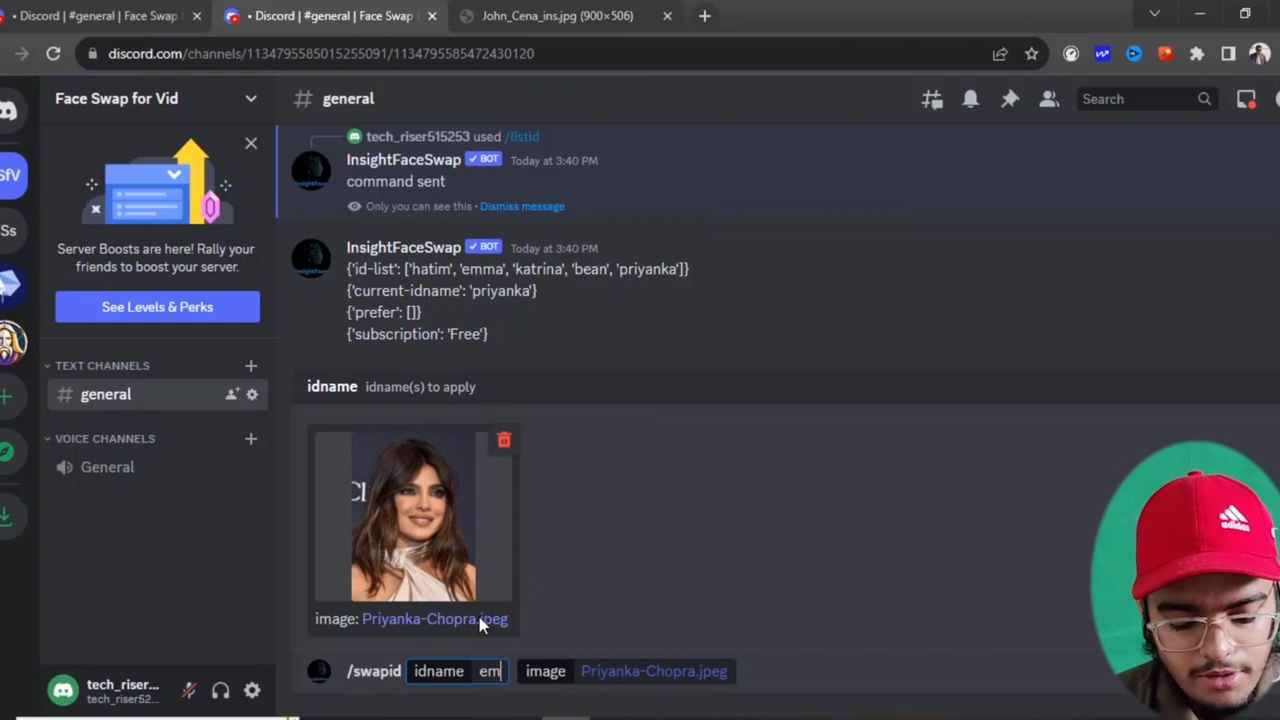 Discord | #general | Face Swap
Discord | #general | Face Swap
John_Cena_ins.jpg (900×506)
discord.com/channels/1134795585015255091/1134795585472430120
Face Swap for Vid
# general
Search
SfV
Ss
Server Boosts are here! Rally your
friends to boost your server.
See Levels & Perks
TEXT CHANNELS
# general
VOICE CHANNELS
General
tech_riser...
tech_riser52...
tech_riser515253 used /listid
InsightFaceSwap ✓ BOT Today at 3:40 PM
command sent
Only you can see this • Dismiss message
InsightFaceSwap ✓ BOT Today at 3:40 PM
{'id-list': ['hatim', 'emma', 'katrina', 'bean', 'priyanka']}
{'current-idname': 'priyanka'}
{'prefer': []}
{'subscription': 'Free'}
idname idname(s) to apply
Cl
image: Priyanka-Chopra.jpeg
/swapid idname em image Priyanka-Chopra.jpeg
adidas